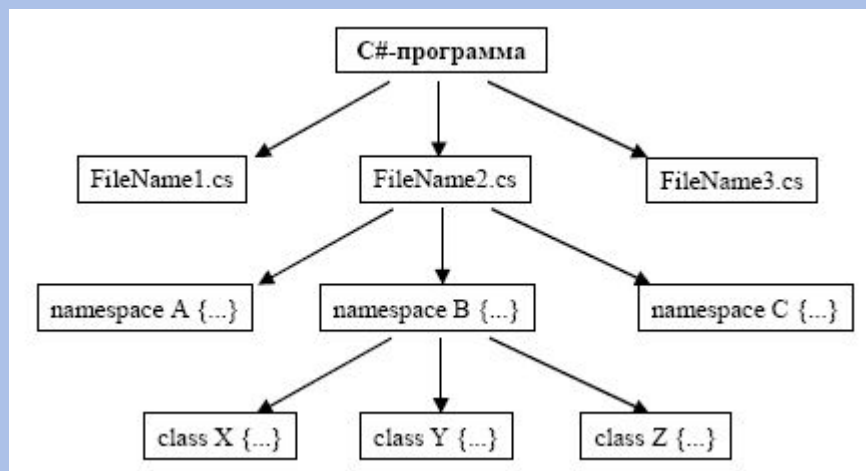 C#-программа
FileName1.cs
FileName2.cs
FileName3.cs
namespace A {...}
namespace B {...}
namespace C {...}
class X {...}
class Y {...}
class Z {...}